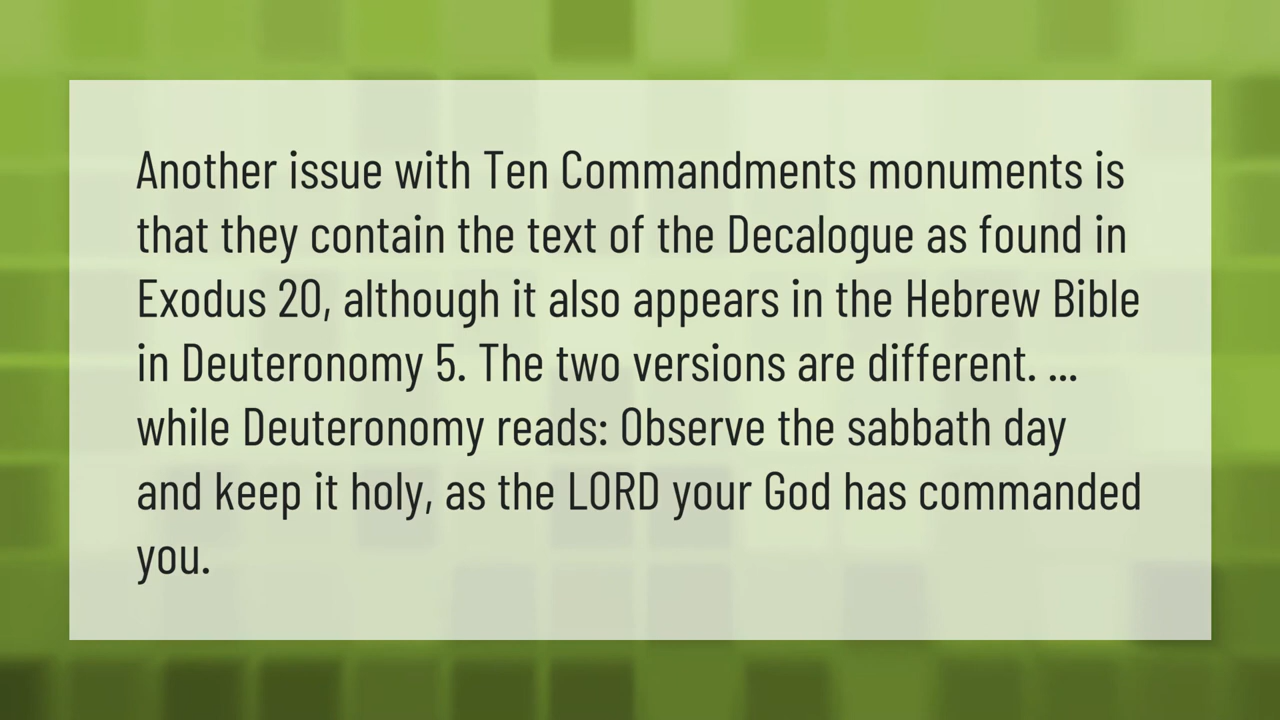 Another issue with Ten Commandments monuments is
that they contain the text of the Decalogue as found in
Exodus 20, although it also appears in the Hebrew Bible
in Deuteronomy 5. The two versions are different. ...
while Deuteronomy reads: Observe the sabbath day
and keep it holy, as the LORD your God has commanded
you.